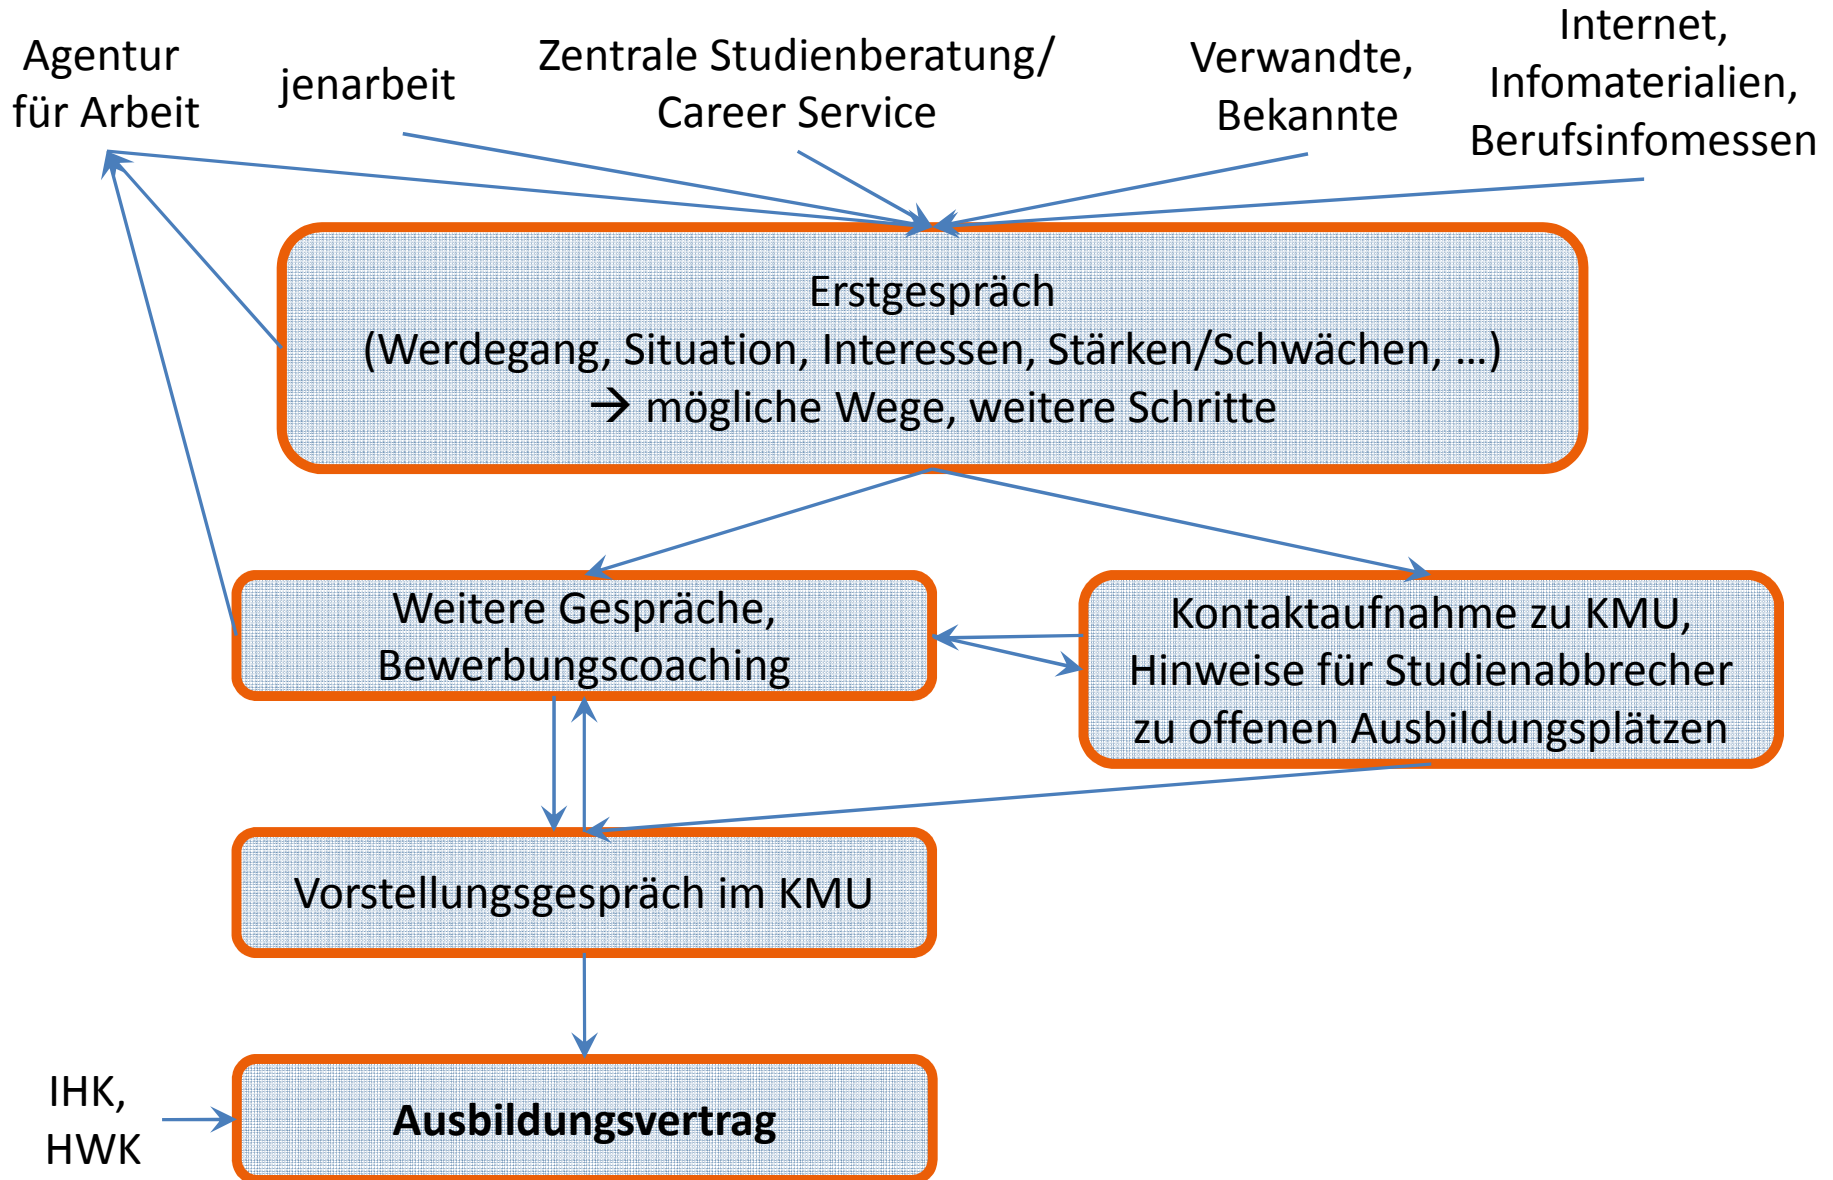 Agentur
für Arbeit
jenarbeit
Zentrale Studienberatung/
Career Service
Verwandte,
Bekannte
Internet,
Infomaterialien,
Berufsinfomessen
Erstgespräch
(Werdegang, Situation, Interessen, Stärken/Schwächen, ...)
→ mögliche Wege, weitere Schritte
Weitere Gespräche,
Bewerbungscoaching
Kontaktaufnahme zu KMU,
Hinweise für Studienabbrecher
zu offenen Ausbildungsplätzen
Vorstellungsgespräch im KMU
IHK,
HWK
Ausbildungsvertrag